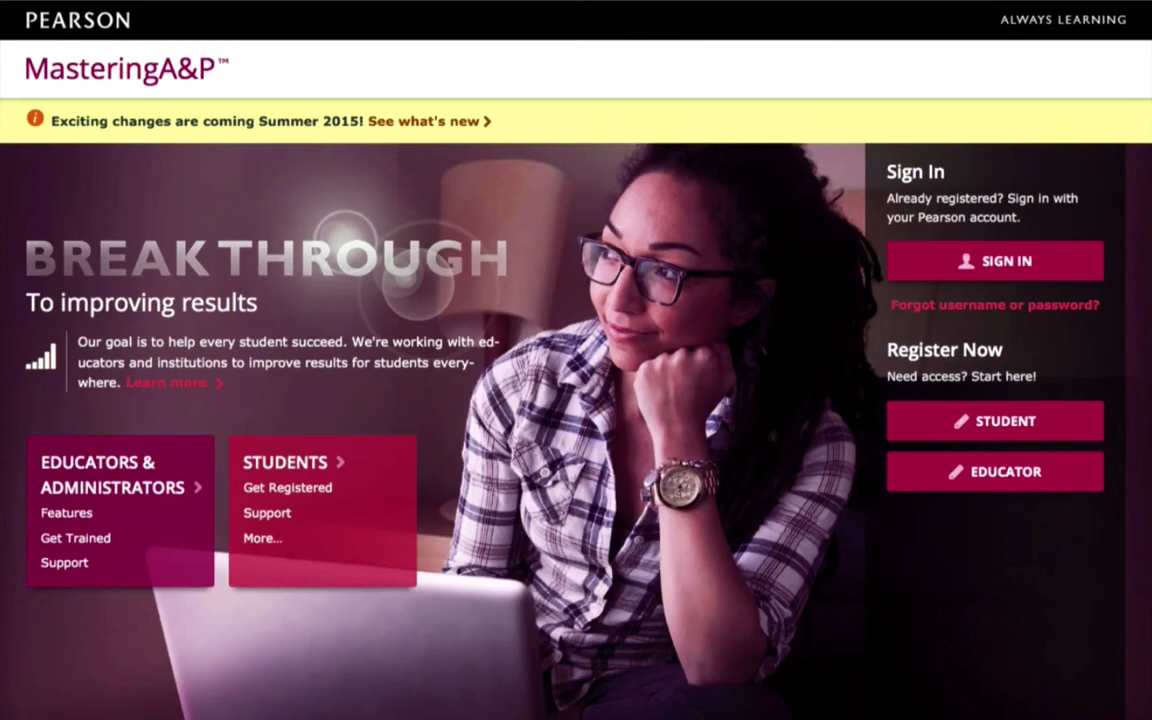 PEARSON
ALWAYS LEARNING
MasteringA&P™
Exciting changes are coming Summer 2015! See what's new
BREAKTHROUGH
To improving results
Our goal is to help every student succeed. We're working with ed-
ucators and institutions to improve results for students every-
where. Learn more
EDUCATORS &
ADMINISTRATORS
Features
Get Trained
Support
STUDENTS
Get Registered
Support
More...
Sign In
Already registered? Sign in with
your Pearson account.
SIGN IN
Forgot username or password?
Register Now
Need access? Start here!
STUDENT
EDUCATOR